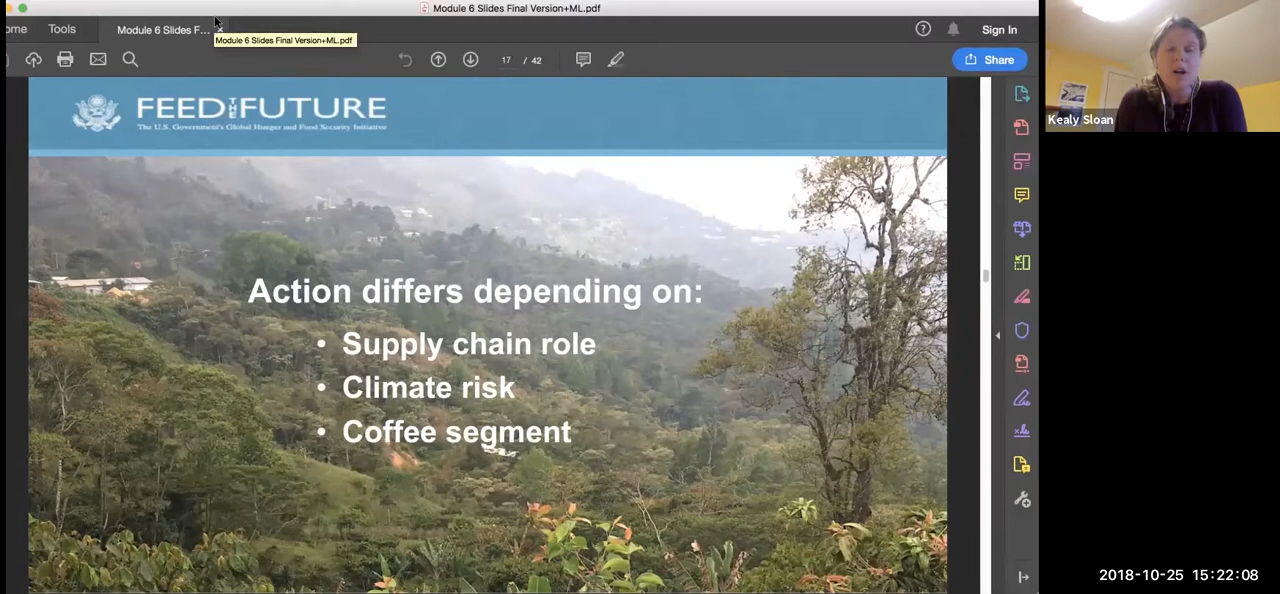 Module 6 Slides Final Version+ML.pdf
ome Tools Module 6 Slides F... × Sign In
Module 6 Slides Final Version+ML.pdf
17 / 42 Share
FEED THE FUTURE
The U.S. Government's Global Hunger and Food Security Initiative
Kealy Sloan
Action differs depending on:
• Supply chain role
• Climate risk
• Coffee segment
2018-10-25 15:22:08